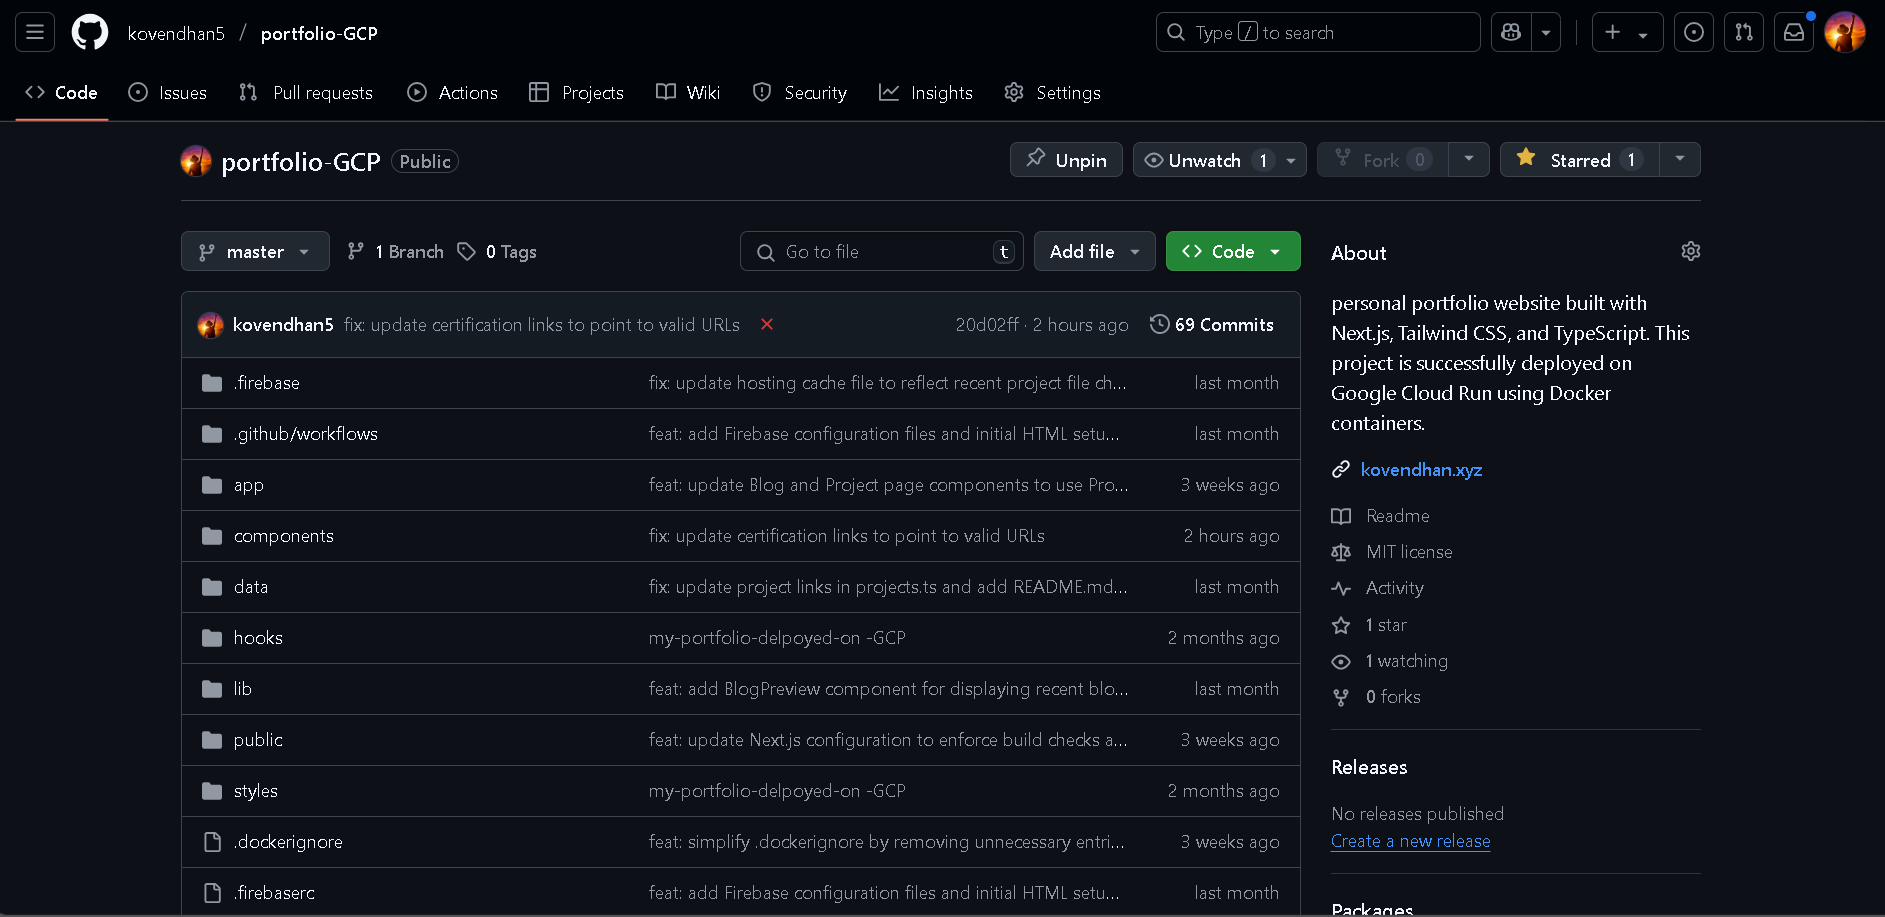 kovendhan5 / portfolio-GCP
Type / to search
Code Issues Pull requests Actions Projects Wiki Security Insights Settings
portfolio-GCP Public
Unpin Unwatch 1 Fork 0 Starred 1
master 1 Branch 0 Tags
Go to file t Add file Code
kovendhan5 fix: update certification links to point to valid URLs 20d02ff · 2 hours ago 69 Commits
.firebase fix: update hosting cache file to reflect recent project file ch... last month
.github/workflows feat: add Firebase configuration files and initial HTML setu... last month
app feat: update Blog and Project page components to use Pro... 3 weeks ago
components fix: update certification links to point to valid URLs 2 hours ago
data fix: update project links in projects.ts and add README.md... last month
hooks my-portfolio-delpoyed-on -GCP 2 months ago
lib feat: add BlogPreview component for displaying recent blo... last month
public feat: update Next.js configuration to enforce build checks a... 3 weeks ago
styles my-portfolio-delpoyed-on -GCP 2 months ago
.dockerignore feat: simplify .dockerignore by removing unnecessary entri... 3 weeks ago
.firebaserc feat: add Firebase configuration files and initial HTML setu... last month
About
personal portfolio website built with
Next.js, Tailwind CSS, and TypeScript. This
project is successfully deployed on
Google Cloud Run using Docker
containers.
kovendhan.xyz
Readme
MIT license
Activity
1 star
1 watching
0 forks
Releases
No releases published
Create a new release
Packages